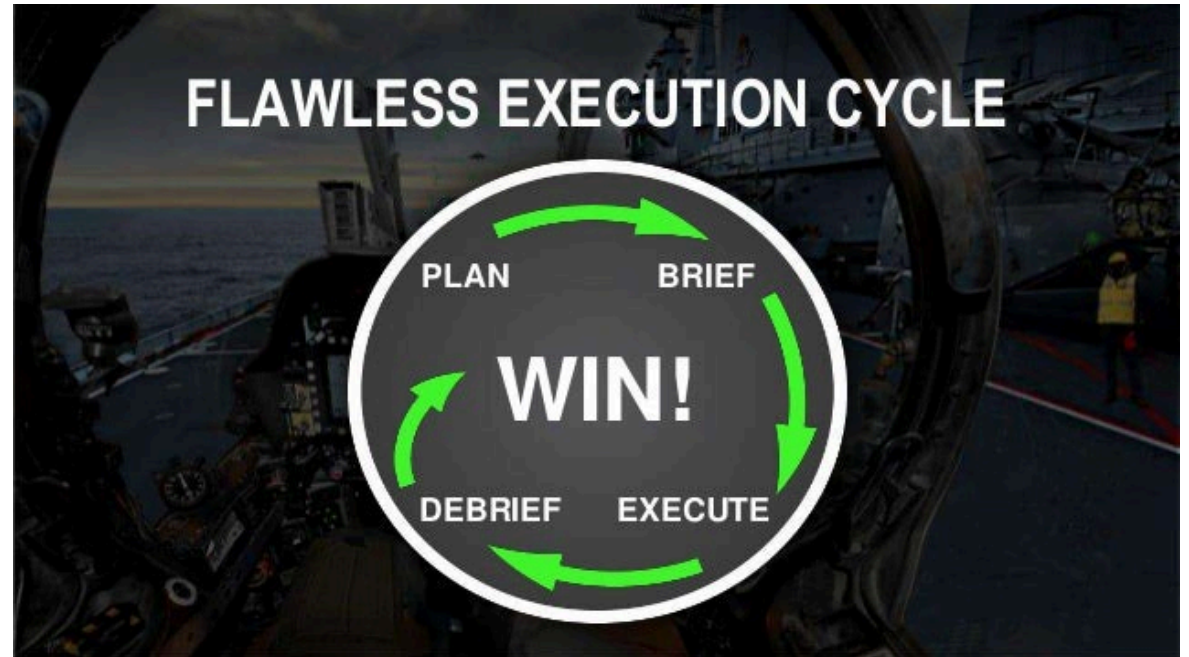 FLAWLESS EXECUTION CYCLE
PLAN
BRIEF
WIN!
DEBRIEF
EXECUTE